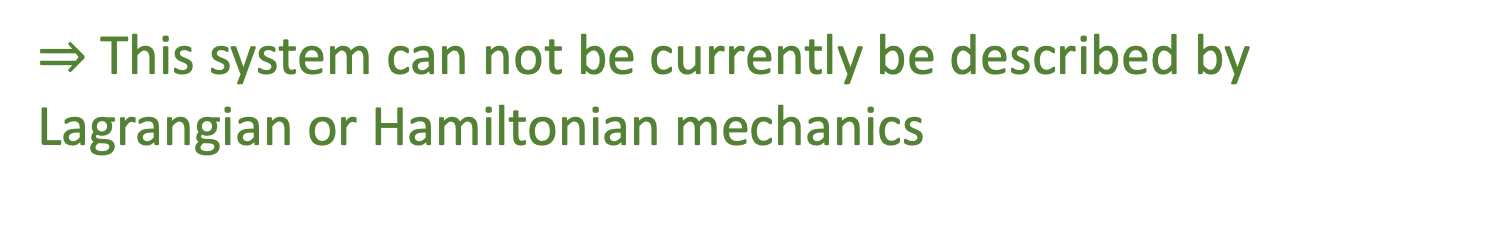 ⇒ This system can not be currently be described by
Lagrangian or Hamiltonian mechanics